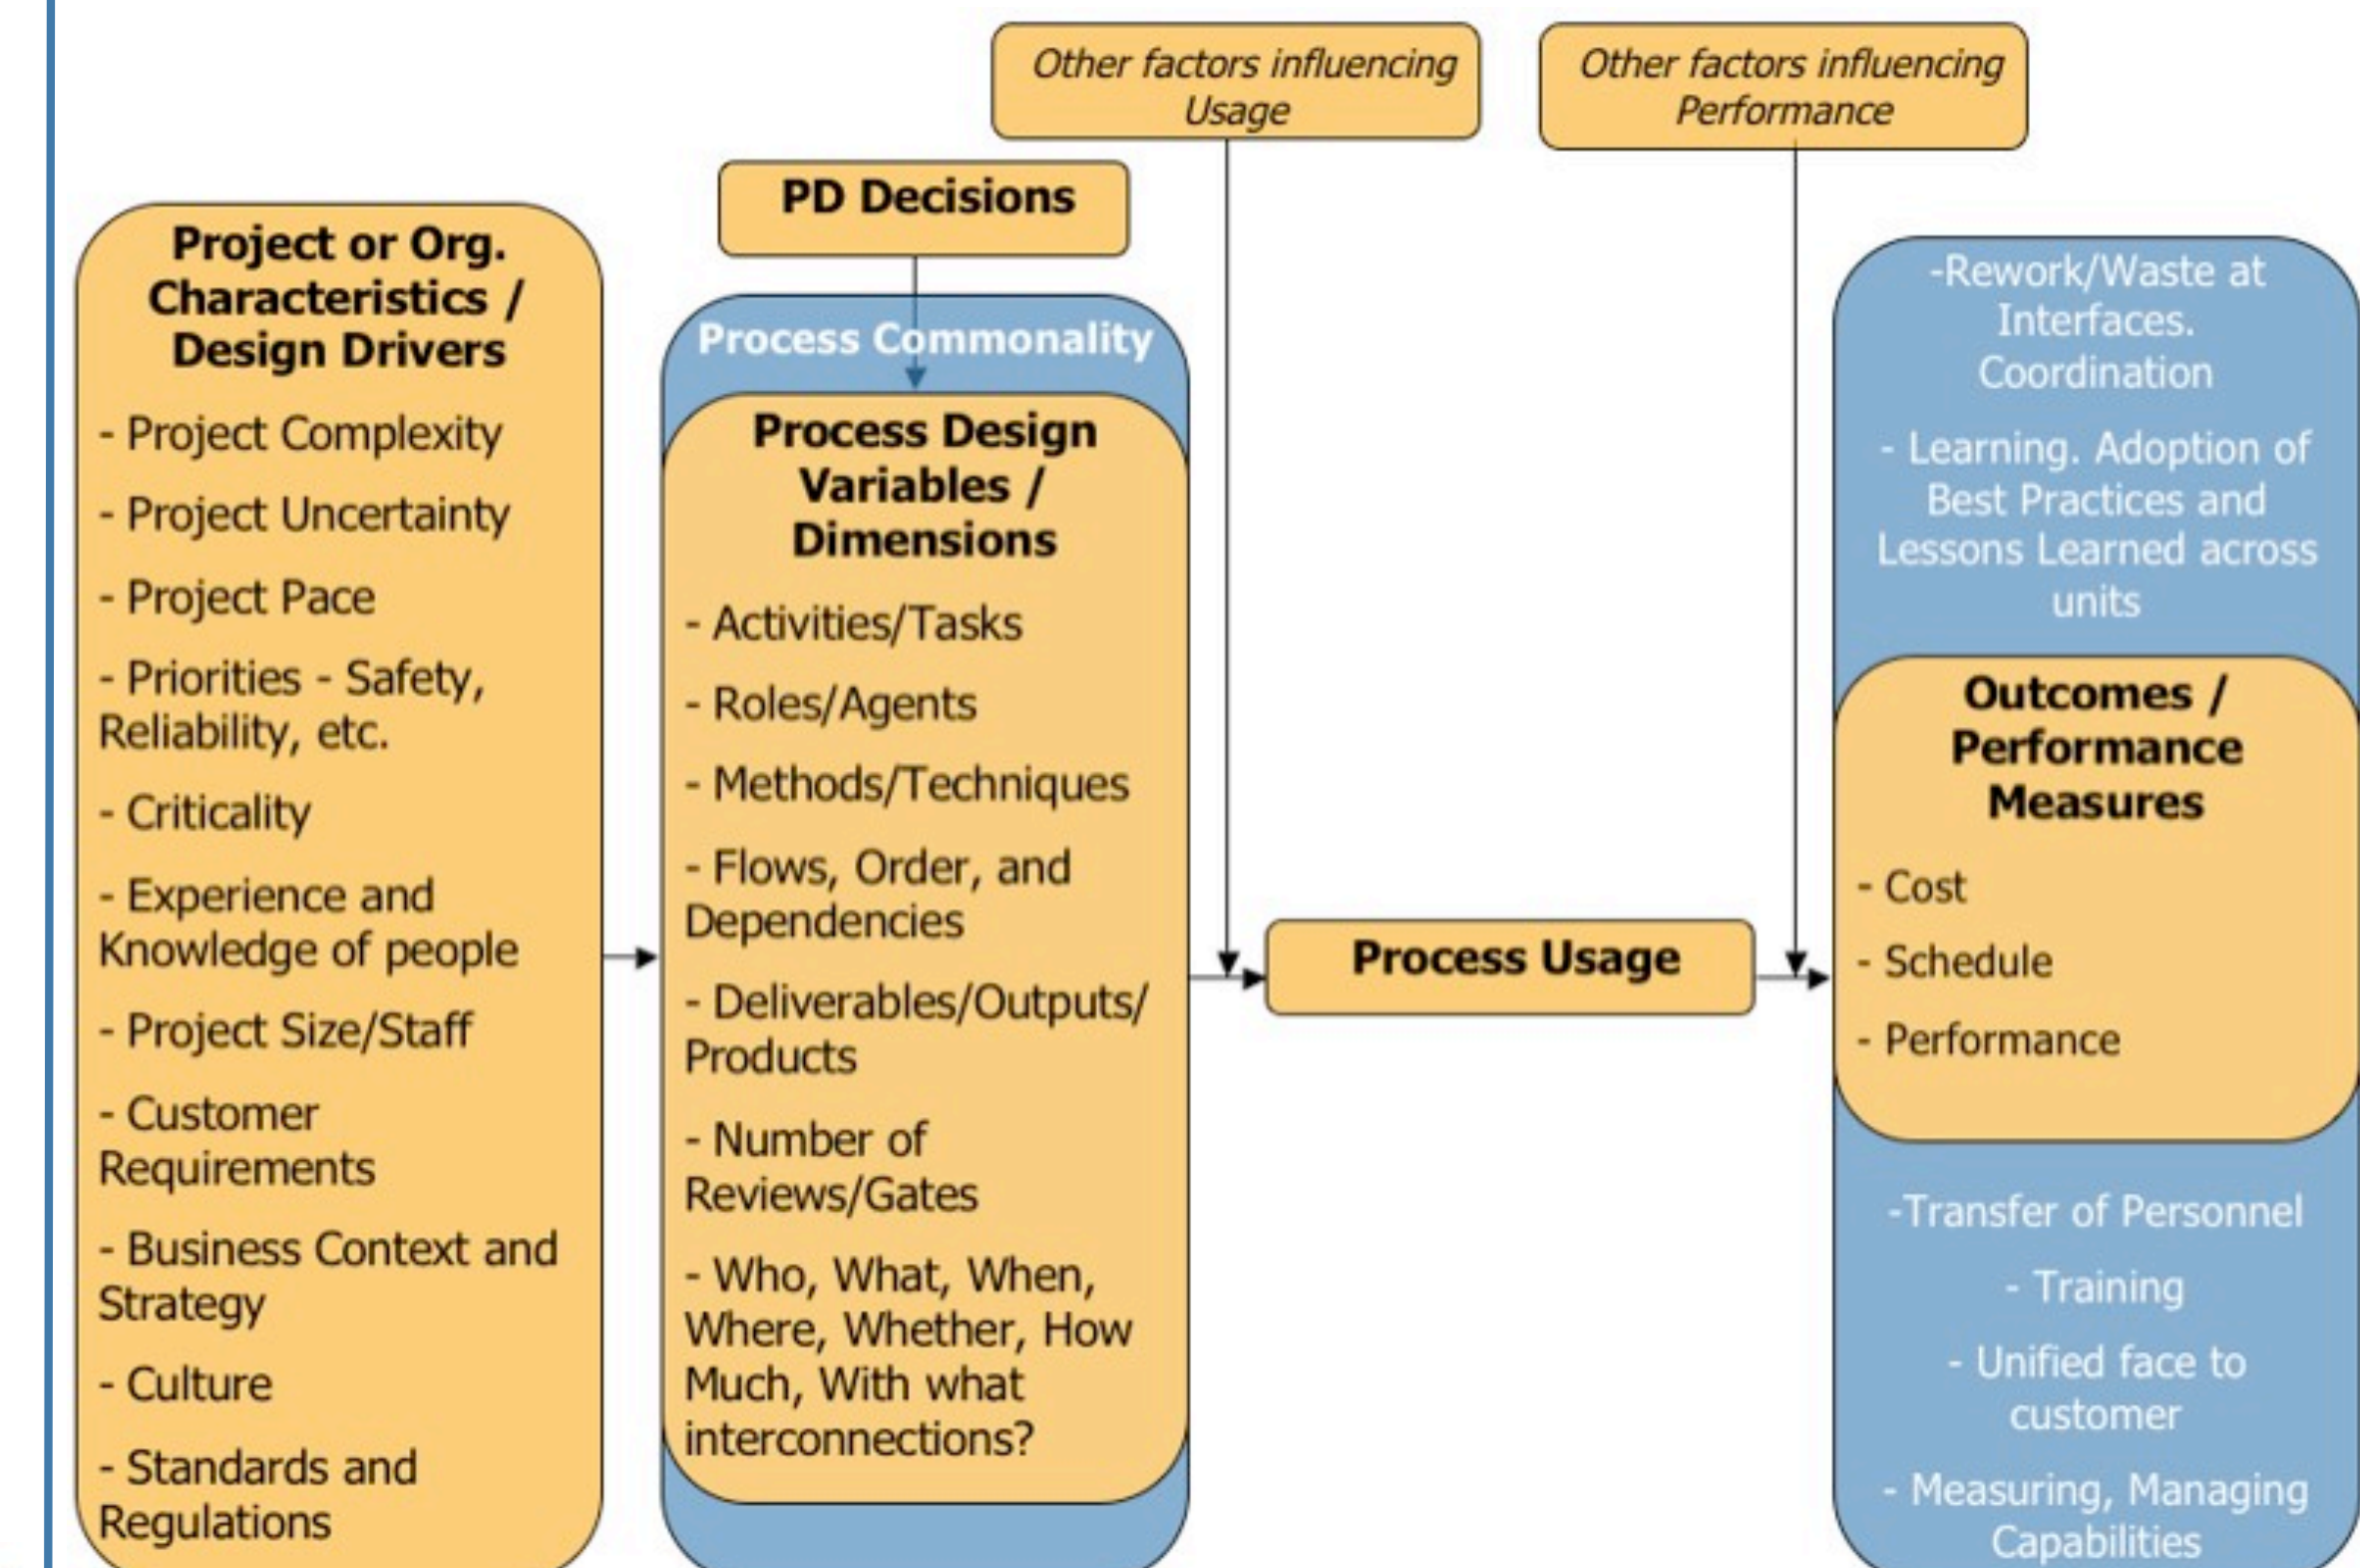 Other factors influencing
Usage
Other factors influencing
Performance
PD Decisions
Project or Org.
Characteristics /
Design Drivers
- Project Complexity
- Project Uncertainty
- Project Pace
- Priorities - Safety,
Reliability, etc.
- Criticality
- Experience and
Knowledge of people
- Project Size/Staff
- Customer
Requirements
- Business Context and
Strategy
- Culture
- Standards and
Regulations
Process Commonality
Process Design
Variables /
Dimensions
- Activities/Tasks
- Roles/Agents
- Methods/Techniques
- Flows, Order, and
Dependencies
- Deliverables/Outputs/
Products
- Number of
Reviews/Gates
- Who, What, When,
Where, Whether, How
Much, With what
interconnections?
Process Usage
-Rework/Waste at
Interfaces.
Coordination
- Learning. Adoption of
Best Practices and
Lessons Learned across
units
Outcomes /
Performance
Measures
- Cost
- Schedule
- Performance
-Transfer of Personnel
- Training
- Unified face to
customer
- Measuring, Managing
Capabilities